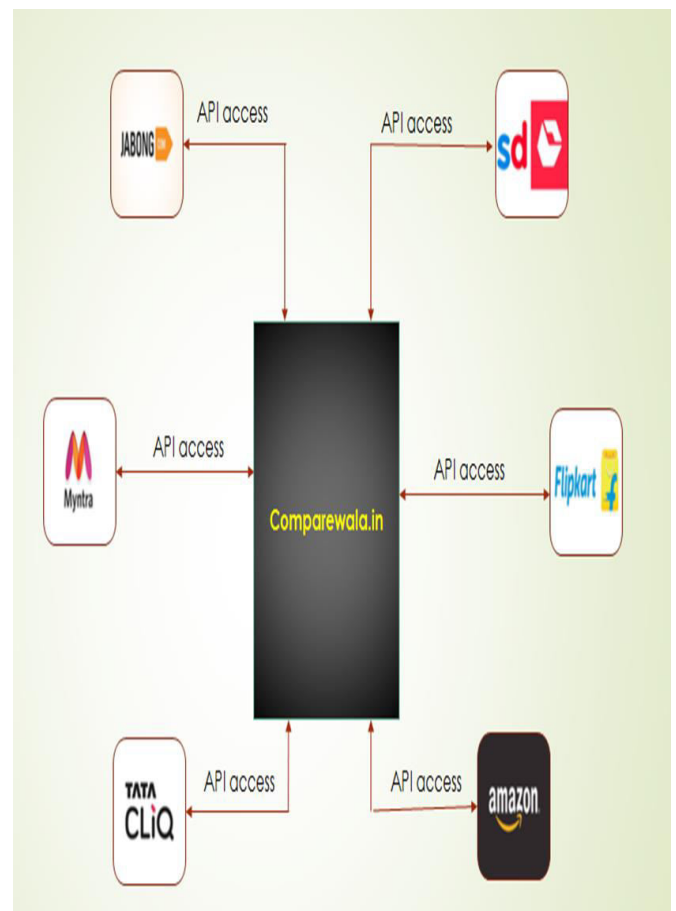 API access
API access
JABONG COM
sd
API access
Myntra
API access
Flipkart
Comparewala.in
API access
API access
TATA
CLiQ
amazon